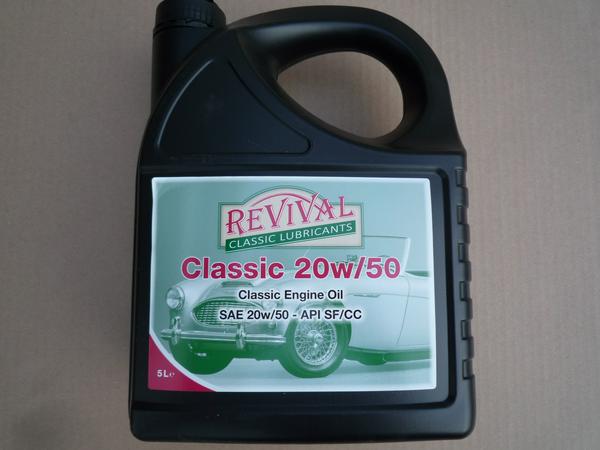 REVIVAL
CLASSIC LUBRICANTS
Classic 20w/50
Classic Engine Oil
SAE 20w/50 - API SF/CC
5L℮